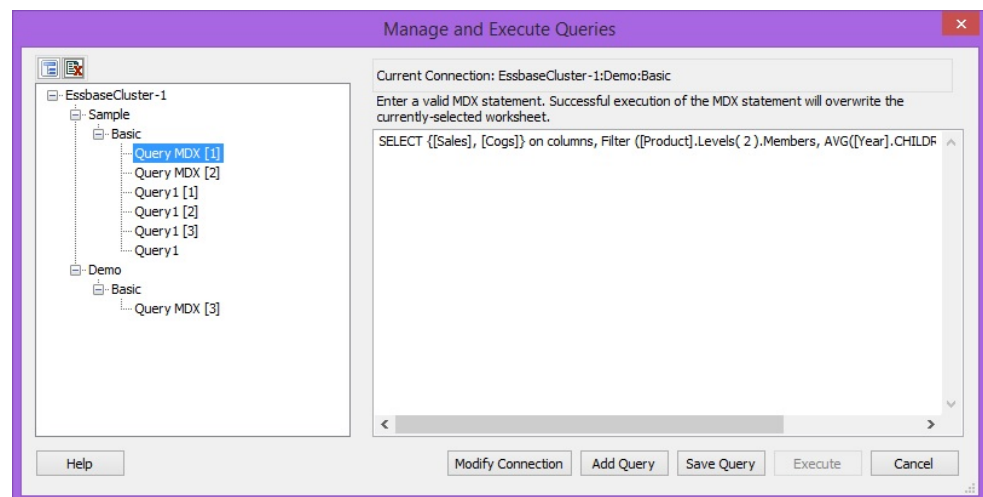 Manage and Execute Queries
EssbaseCluster-1
Sample
Basic
Query MDX [1]
Query MDX [2]
Query1 [1]
Query1 [2]
Query1 [3]
Query1
Demo
Basic
Query MDX [3]
Current Connection: EssbaseCluster-1:Demo:Basic
Enter a valid MDX statement. Successful execution of the MDX statement will overwrite the
currently-selected worksheet.
SELECT {[Sales], [Cogs]} on columns, Filter ([Product].Levels( 2 ).Members, AVG([Year].CHILDR
Help
Modify Connection
Add Query
Save Query
Execute
Cancel